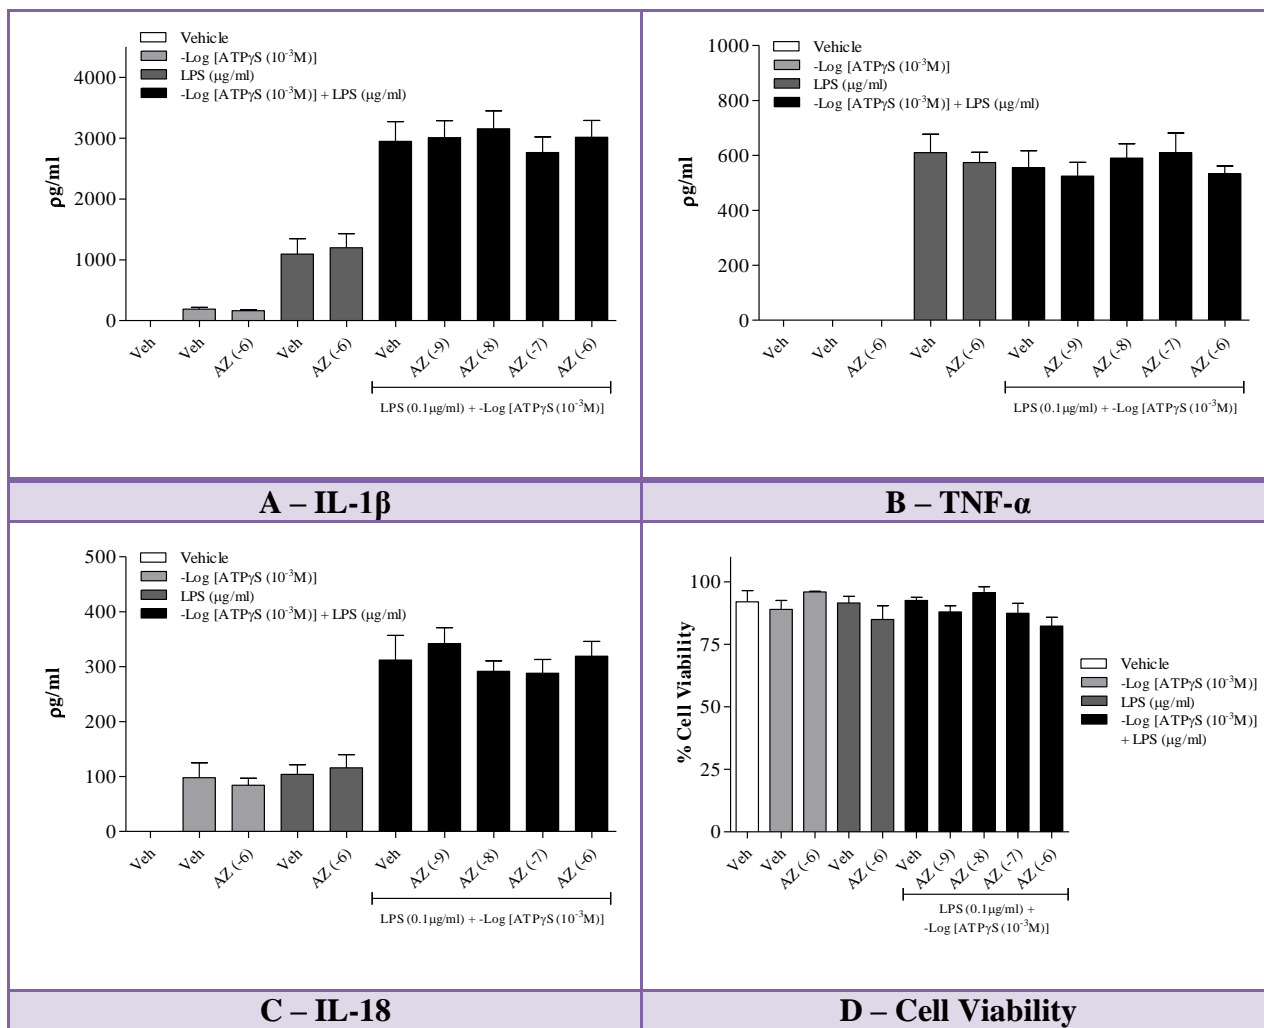 Vehicle
-Log [ATPγS (10⁻³M)]
LPS (μg/ml)
-Log [ATPγS (10⁻³M)] + LPS (μg/ml)
4000
3000
2000
1000
0
ρg/ml
Veh
Veh
AZ (-6)
Veh
AZ (-6)
Veh
AZ (-9)
AZ (-8)
AZ (-7)
AZ (-6)
LPS (0.1μg/ml) + -Log [ATPγS (10⁻³M)]
A – IL-1β
Vehicle
-Log [ATPγS (10⁻³M)]
LPS (μg/ml)
-Log [ATPγS (10⁻³M)] + LPS (μg/ml)
1000
800
600
400
200
0
ρg/ml
Veh
Veh
AZ (-6)
Veh
AZ (-6)
Veh
AZ (-9)
AZ (-8)
AZ (-7)
AZ (-6)
LPS (0.1μg/ml) + -Log [ATPγS (10⁻³M)]
B – TNF-α
Vehicle
-Log [ATPγS (10⁻³M)]
LPS (μg/ml)
-Log [ATPγS (10⁻³M)] + LPS (μg/ml)
500
400
300
200
100
0
ρg/ml
Veh
Veh
AZ (-6)
Veh
AZ (-6)
Veh
AZ (-9)
AZ (-8)
AZ (-7)
AZ (-6)
LPS (0.1μg/ml) + -Log [ATPγS (10⁻³M)]
C – IL-18
100
75
50
25
0
% Cell Viability
Veh
Veh
AZ (-6)
Veh
AZ (-6)
Veh
AZ (-9)
AZ (-8)
AZ (-7)
AZ (-6)
LPS (0.1μg/ml) +
-Log [ATPγS (10⁻³M)]
Vehicle
-Log [ATPγS (10⁻³M)]
LPS (μg/ml)
-Log [ATPγS (10⁻³M)]
+ LPS (μg/ml)
D – Cell Viability